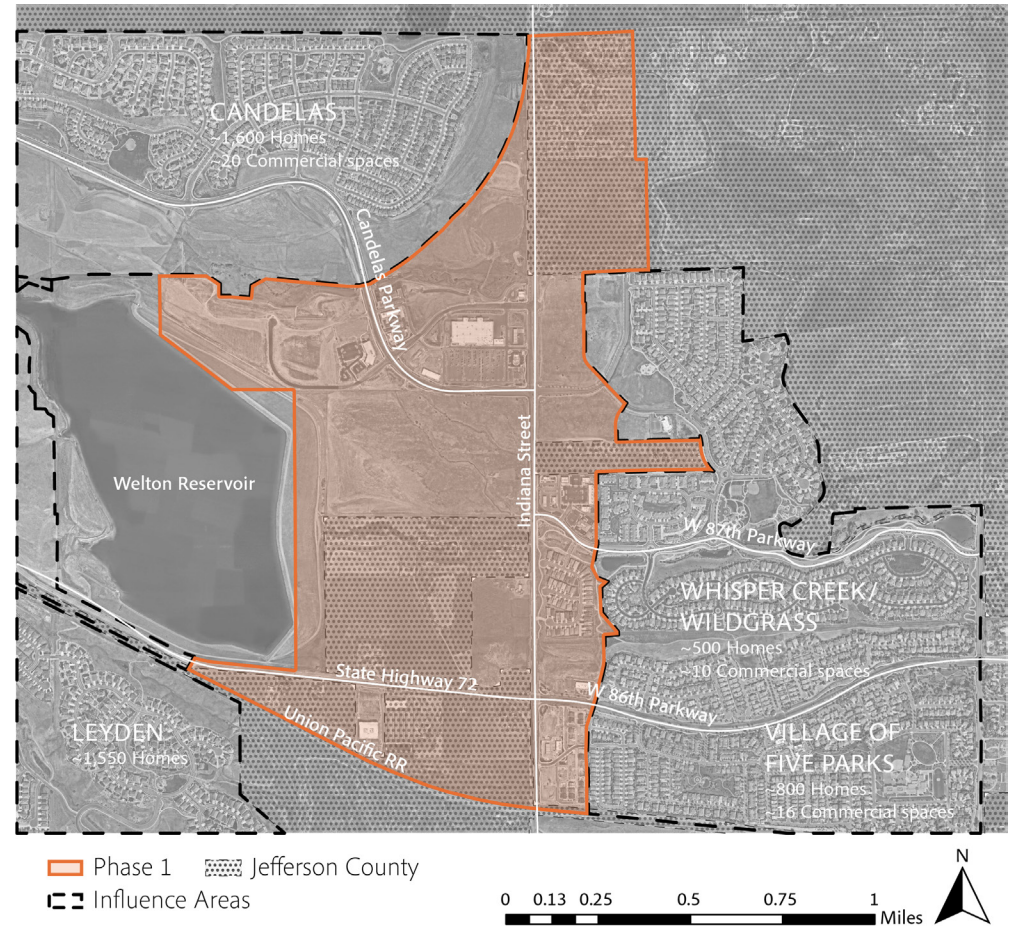 CANDELAS
~1,600 Homes
~20 Commercial spaces
Candelas Parkway
Indiana Street
Welton Reservoir
W 87th Parkway
WHISPER CREEK/
WILDGRASS
~500 Homes
~10 Commercial spaces
State Highway 72
W 86th Parkway
Union Pacific RR
LEYDEN
~1,550 Homes
VILLAGE OF
FIVE PARKS
~800 Homes
~16 Commercial spaces
Phase 1
Jefferson County
Influence Areas
N
0 0.13 0.25 0.5 0.75 1
Miles